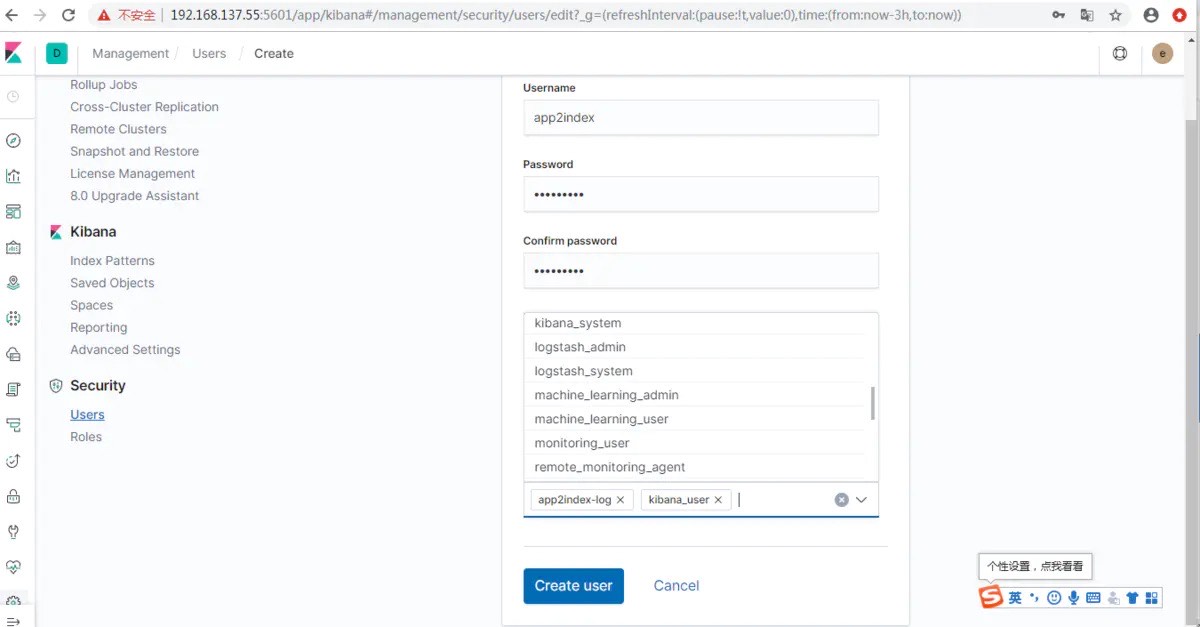 不安全 192.168.137.55:5601/app/kibana#/management/security/users/edit?_g=(refreshInterval:(pause:!t,value:0),time:(from:now-3h,to:now))
D Management Users Create e
Rollup Jobs
Cross-Cluster Replication
Remote Clusters
Snapshot and Restore
License Management
8.0 Upgrade Assistant
Kibana
Index Patterns
Saved Objects
Spaces
Reporting
Advanced Settings
Security
Users
Roles
Username
app2index
Password
•••••••••
Confirm password
•••••••••
kibana_system
logstash_admin
logstash_system
machine_learning_admin
machine_learning_user
monitoring_user
remote_monitoring_agent
app2index-log kibana_user
Create user Cancel
个性设置，点我看看
S 英